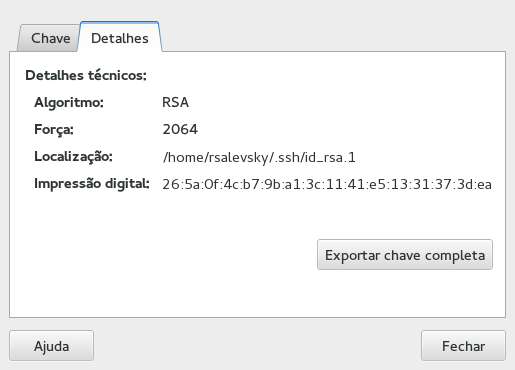 Chave Detalhes
Detalhes técnicos:
Algoritmo: RSA
Força: 2064
Localização: /home/rsalevsky/.ssh/id_rsa.1
Impressão digital: 26:5a:0f:4c:b7:9b:a1:3c:11:41:e5:13:31:37:3d:ea
Exportar chave completa
Ajuda Fechar